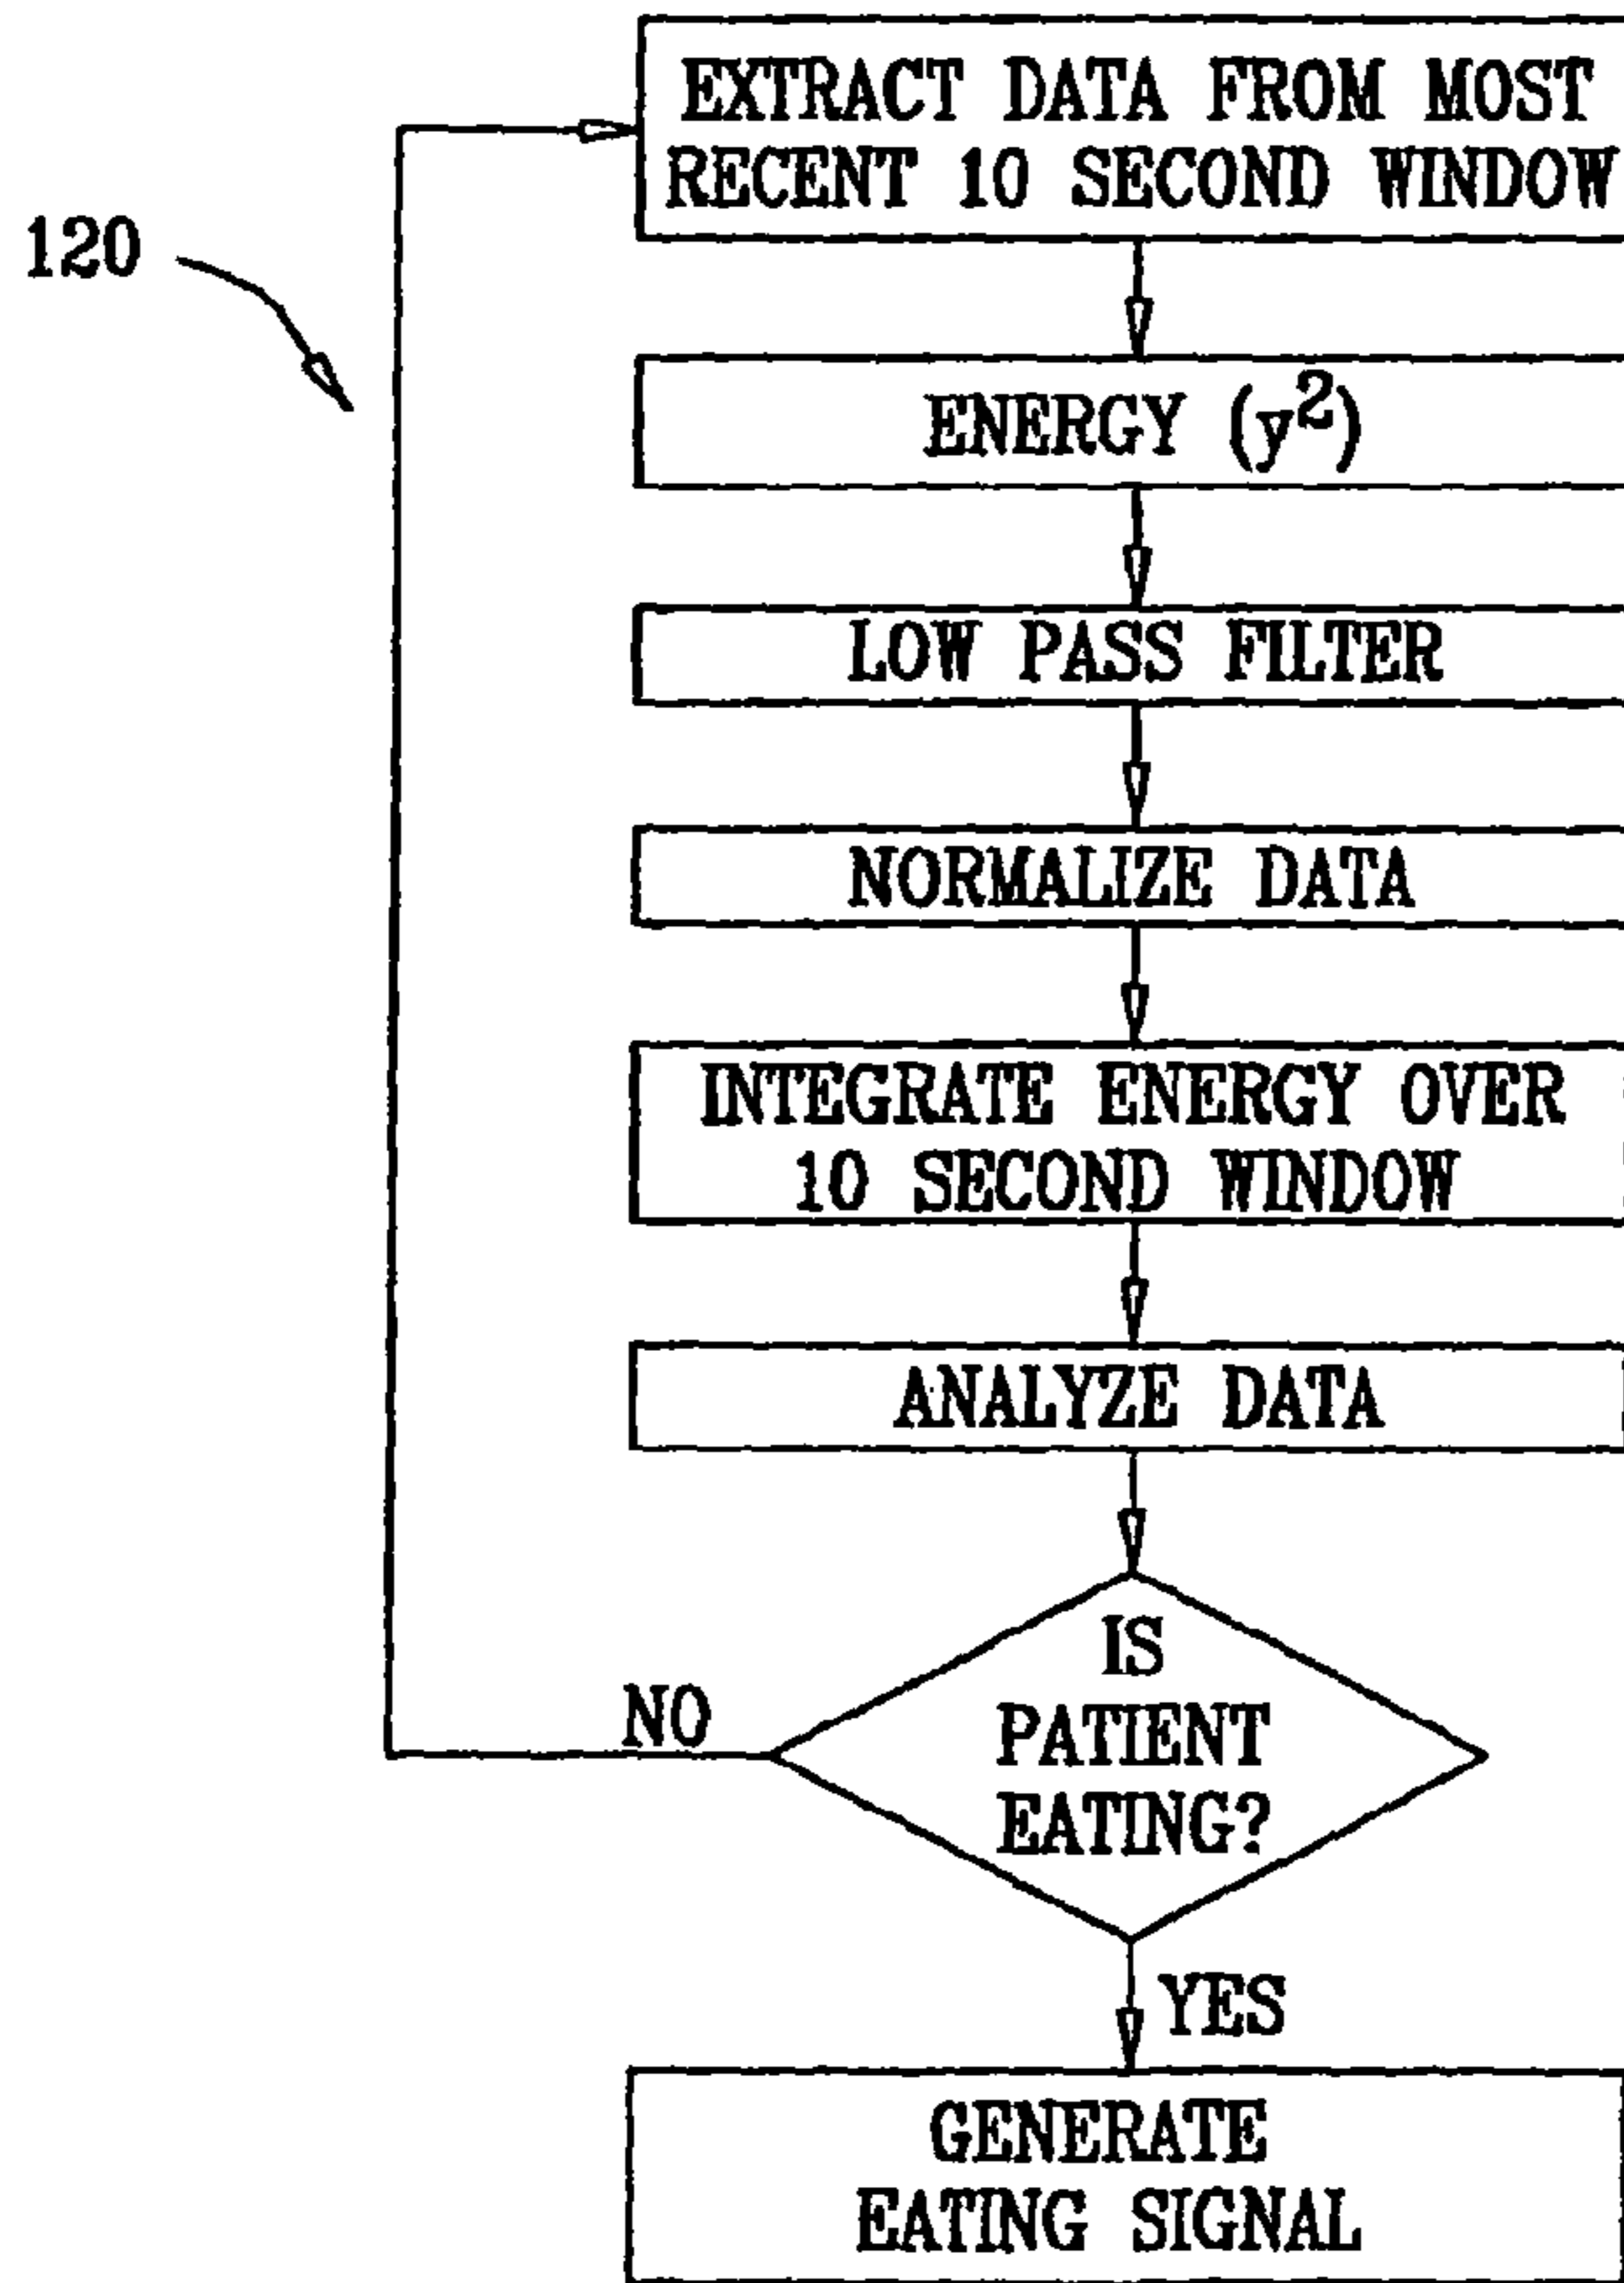 EXTRACT DATA FROM MOST
RECENT 10 SECOND WINDOW
120
ENERGY (y²)
LOW PASS FILTER
NORMALIZE DATA
INTEGRATE ENERGY OVER
10 SECOND WINDOW
ANALYZE DATA
IS
PATIENT
EATING?
NO
YES
GENERATE
EATING SIGNAL